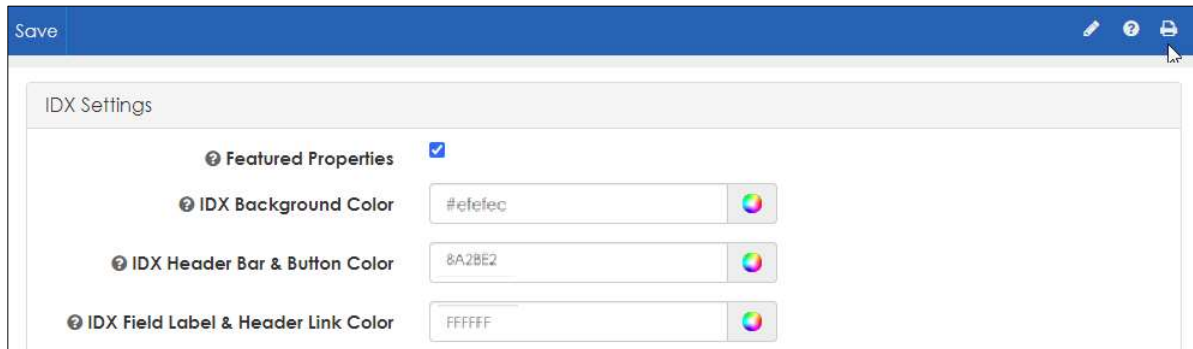 Save
IDX Settings
Featured Properties
IDX Background Color
#efefec
IDX Header Bar & Button Color
8A2BE2
IDX Field Label & Header Link Color
FFFFFF